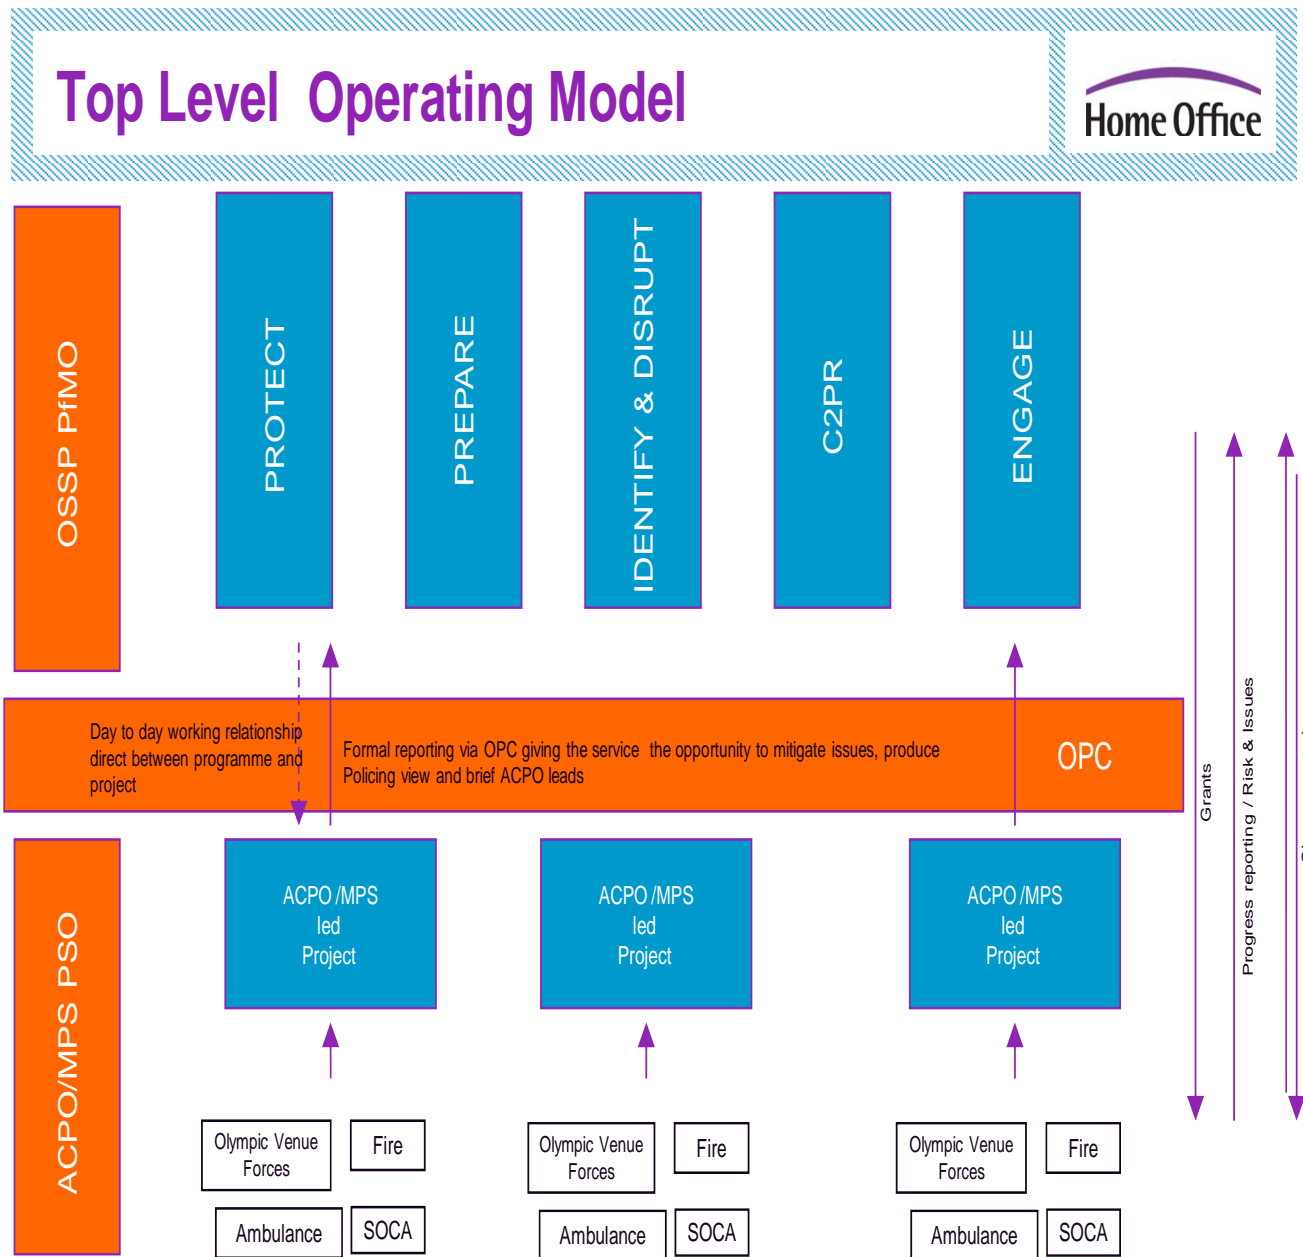 Top Level Operating Model
Home Office
OSSP PfMO
PROTECT
PREPARE
IDENTIFY & DISRUPT
C2PR
ENGAGE
Day to day working relationship
direct between programme and
project
Formal reporting via OPC giving the service the opportunity to mitigate issues, produce
Policing view and brief ACPO leads
OPC
Grants
Progress reporting / Risk & Issues
ACPO/MPS PSO
ACPO /MPS
led
Project
ACPO /MPS
led
Project
ACPO /MPS
led
Project
Olympic Venue
Forces
Fire
Ambulance
SOCA
Olympic Venue
Forces
Fire
Ambulance
SOCA
Olympic Venue
Forces
Fire
Ambulance
SOCA